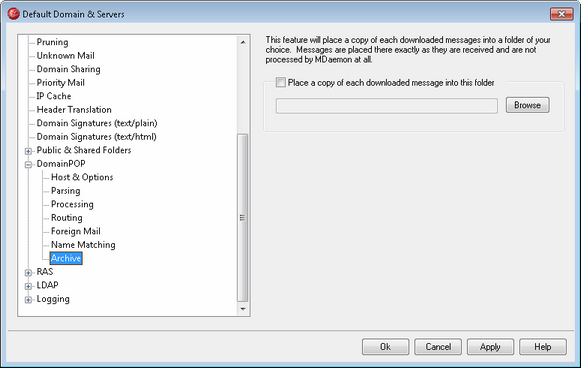 Default Domain & Servers
Pruning
Unknown Mail
Domain Sharing
Priority Mail
IP Cache
Header Translation
Domain Signatures (text/plain)
Domain Signatures (text/html)
Public & Shared Folders
DomainPOP
Host & Options
Parsing
Processing
Routing
Foreign Mail
Name Matching
Archive
RAS
LDAP
Logging
This feature will place a copy of each downloaded messages into a folder of your
choice. Messages are placed there exactly as they are received and are not
processed by MDaemon at all.
Place a copy of each downloaded message into this folder
Browse
Ok
Cancel
Apply
Help